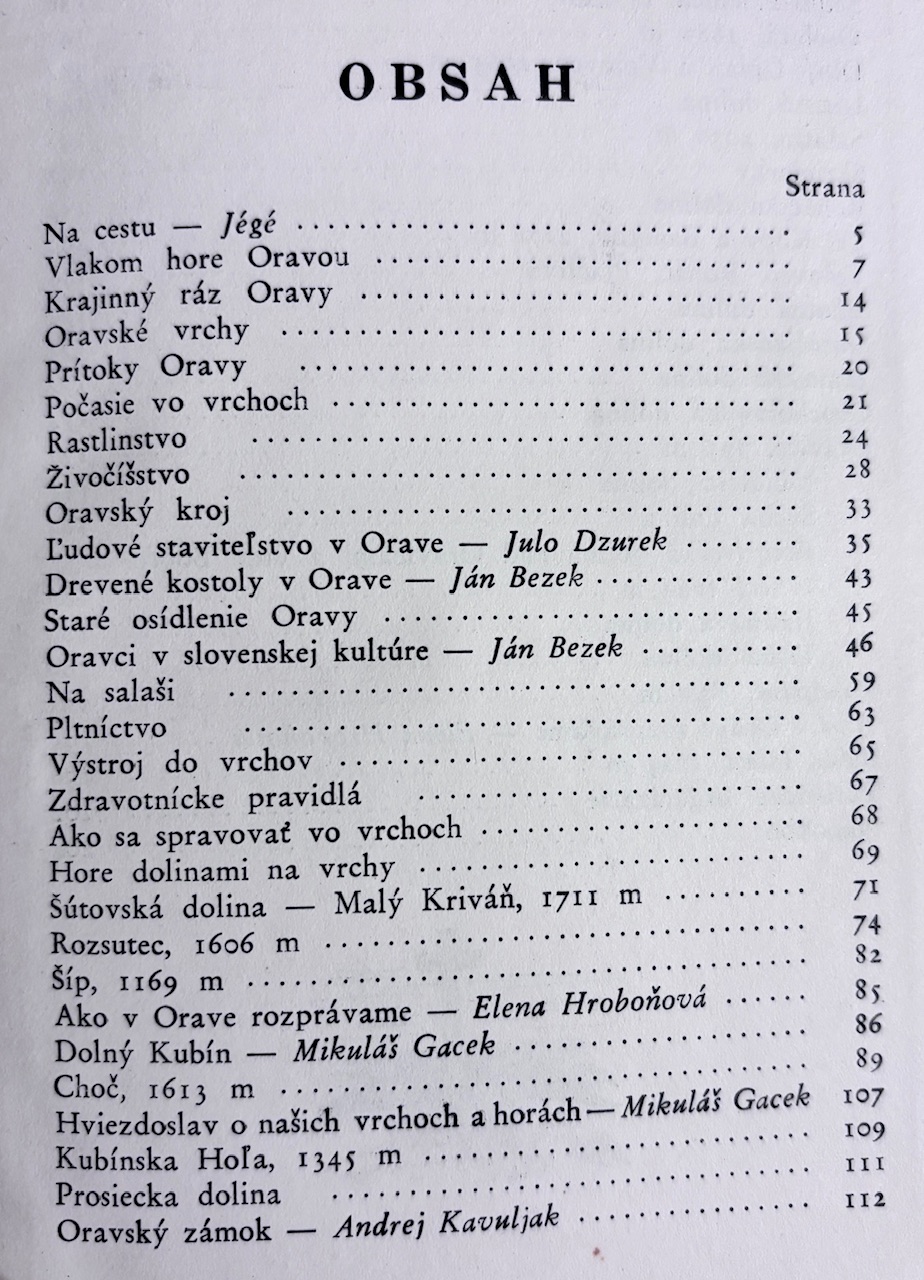 OBSAH
Strana
Na cestu — Jégé . . . . . . . . . . 5
Vlakom hore Oravou . . . . . . . . . . 7
Krajinný ráz Oravy . . . . . . . . . . 14
Oravské vrchy . . . . . . . . . . 15
Prítoky Oravy . . . . . . . . . . 20
Počasie vo vrchoch . . . . . . . . . . 21
Rastlinstvo . . . . . . . . . . 24
Živočíšstvo . . . . . . . . . . 28
Oravský kroj . . . . . . . . . . 33
Ľudové staviteľstvo v Orave — Julo Dzurek . . . . . . . . 35
Drevené kostoly v Orave — Ján Bezek . . . . . . . . . . 43
Staré osídlenie Oravy . . . . . . . . . . 45
Oravci v slovenskej kultúre — Ján Bezek . . . . . . . . . . 46
Na salaši . . . . . . . . . . 59
Pltníctvo . . . . . . . . . . 63
Výstroj do vrchov . . . . . . . . . . 65
Zdravotnícke pravidlá . . . . . . . . . . 67
Ako sa spravovať vo vrchoch . . . . . . . . . . 68
Hore dolinami na vrchy . . . . . . . . . . 69
Šútovská dolina — Malý Kriváň, 1711 m . . . . . . . . . . 71
Rozsutec, 1606 m . . . . . . . . . . 74
Šíp, 1169 m . . . . . . . . . . 82
Ako v Orave rozprávame — Elena Hroboňová . . . . . . 85
Dolný Kubín — Mikuláš Gacek . . . . . . . . . . 86
Choč, 1613 m . . . . . . . . . . 89
Hviezdoslav o našich vrchoch a horách — Mikuláš Gacek 107
Kubínska Hoľa, 1345 m . . . . . . . . . . 109
Prosiecka dolina . . . . . . . . . . 111
Oravský zámok — Andrej Kavuljak . . . . . . . . . . 112